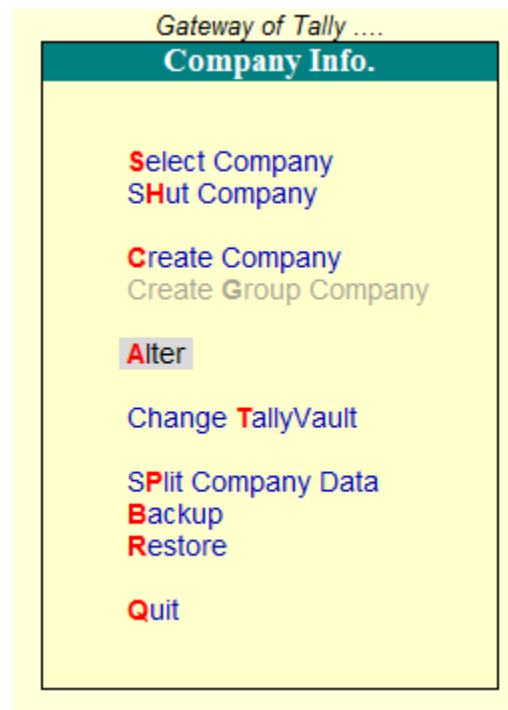 Gateway of Tally ....
Company Info.
Select Company
SHut Company
Create Company
Create Group Company
Alter
Change TallyVault
SPlit Company Data
Backup
Restore
Quit